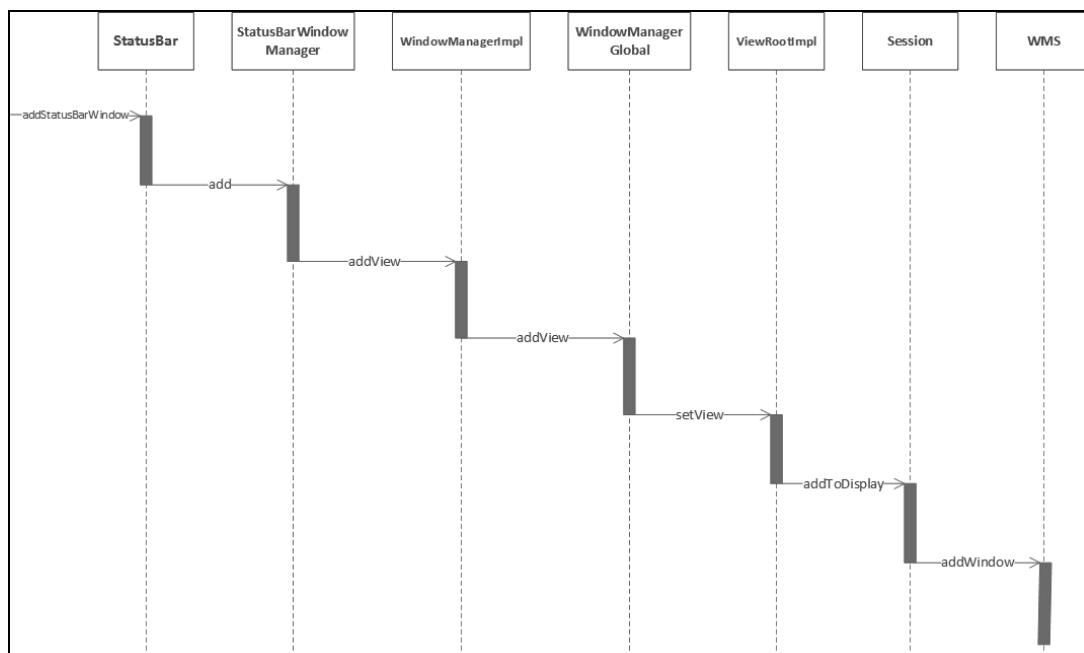 StatusBar
StatusBarWindow
Manager
WindowManagerImpl
WindowManager
Global
ViewRootImpl
Session
WMS
addStatusBarWindow
add
addView
addView
setView
addToDisplay
addWindow